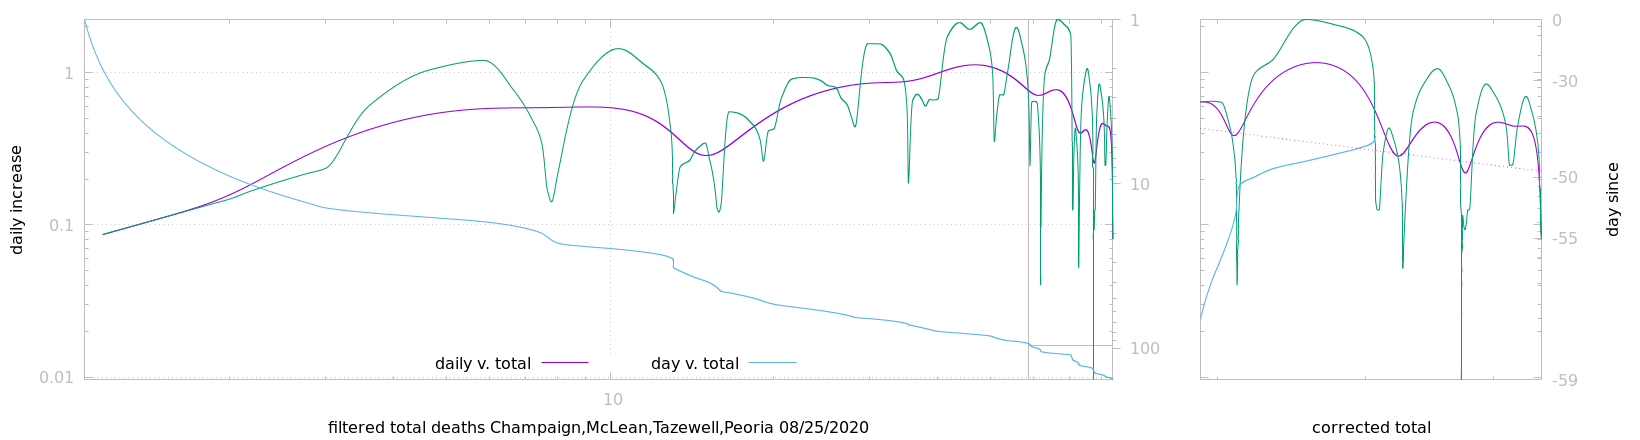 daily increase
1
0.1
0.01
10
1
10
100
daily v. total
day v. total
filtered total deaths Champaign,McLean,Tazewell,Peoria 08/25/2020
0
-30
-50
-55
-59
day since
corrected total